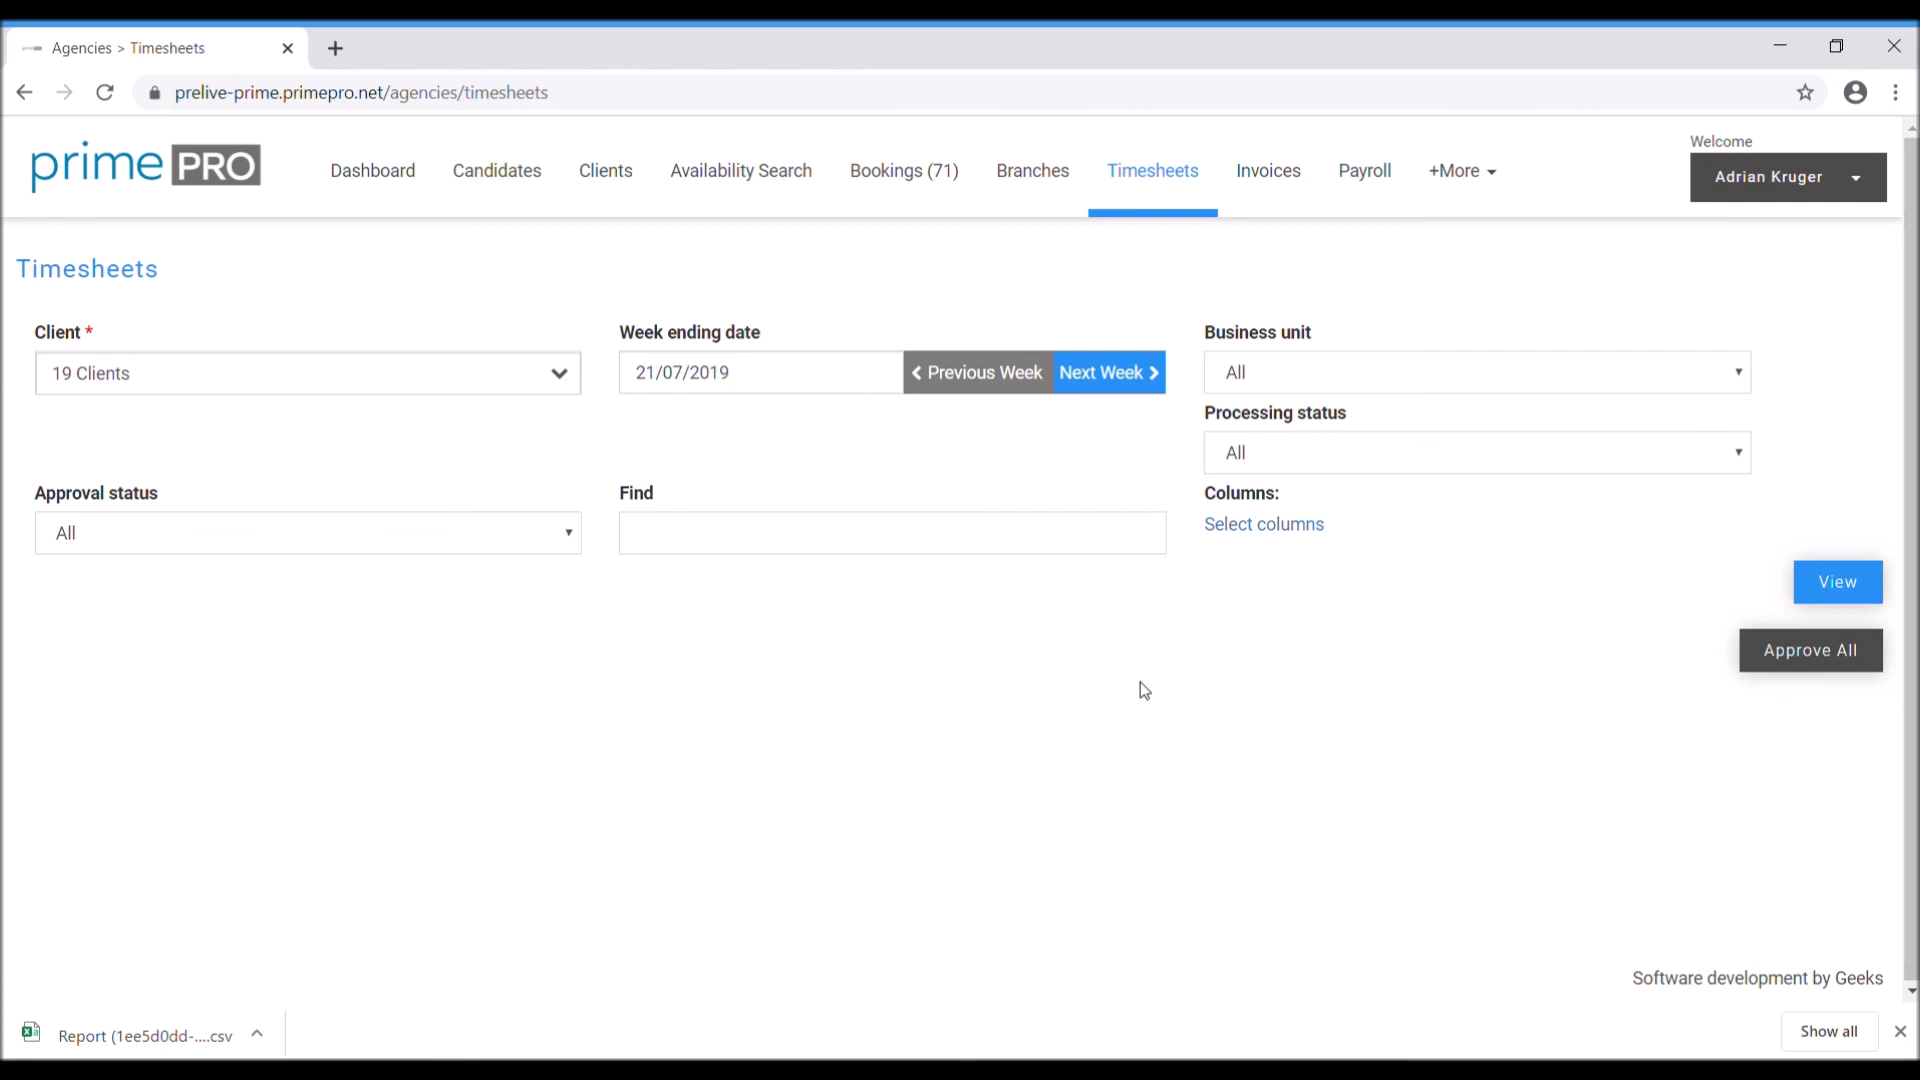 Agencies > Timesheets
prelive-prime.primepro.net/agencies/timesheets
prime PRO
Dashboard
Candidates
Clients
Availability Search
Bookings (71)
Branches
Timesheets
Invoices
Payroll
+More
Welcome
Adrian Kruger
Timesheets
Client *
19 Clients
Week ending date
21/07/2019
Previous Week
Next Week
Business unit
All
Processing status
All
Approval status
All
Find
Columns:
Select columns
View
Approve All
Software development by Geeks
Report (1ee5d0dd-....csv
Show all